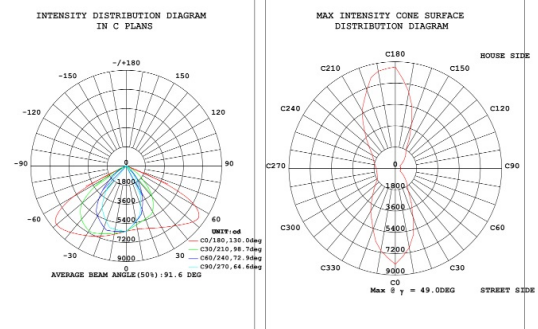 INTENSITY DISTRIBUTION DIAGRAM
IN C PLANS
-/+180
-150
150
-120
120
-90
90
0
1800
3600
5400
7200
9000
-60
60
-30
30
0
UNIT:cd
C0/180,130.0deg
C30/210,98.7deg
C60/240,72.9deg
C90/270,64.6deg
AVERAGE BEAM ANGLE(50%):91.6 DEG
MAX INTENSITY CONE SURFACE
DISTRIBUTION DIAGRAM
HOUSE SIDE
C180
C210
C150
C240
C120
C270
C90
0
1800
3600
5400
7200
9000
C300
C60
C330
C30
C0
Max @ γ = 49.0DEG
STREET SIDE